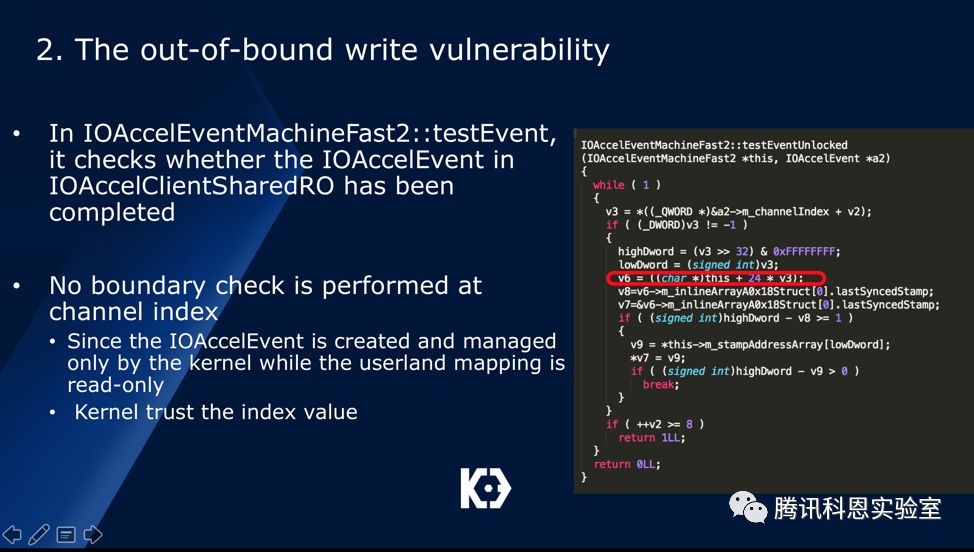 2. The out-of-bound write vulnerability
• In IOAccelEventMachineFast2::testEvent,
it checks whether the IOAccelEvent in
IOAccelClientSharedRO has been
completed
• No boundary check is performed at
channel index
• Since the IOAccelEvent is created and managed
only by the kernel while the userland mapping is
read-only
• Kernel trust the index value
IOAccelEventMachineFast2::testEventUnlocked
(IOAccelEventMachineFast2 *this, IOAccelEvent *a2)
{
while ( 1 )
{
v3 = *((_QWORD *)&a2->m_channelIndex + v2);
if ( (_DWORD)v3 != -1 )
{
highDword = (v3 >> 32) & 0xFFFFFFFF;
lowDword = (signed int)v3;
v6 = ((char *)this + 24 * v3);
v8=v6->m_inlineArrayA0x18Struct[0].lastSyncedStamp;
v7=&v6->m_inlineArrayA0x18Struct[0].lastSyncedStamp;
if ( (signed int)highDword - v8 >= 1 )
{
v9 = *this->m_stampAddressArray[lowDword];
*v7 = v9;
if ( (signed int)highDword - v9 > 0 )
break;
}
}
if ( ++v2 >= 8 )
return 1LL;
}
return 0LL;
}
腾讯科恩实验室